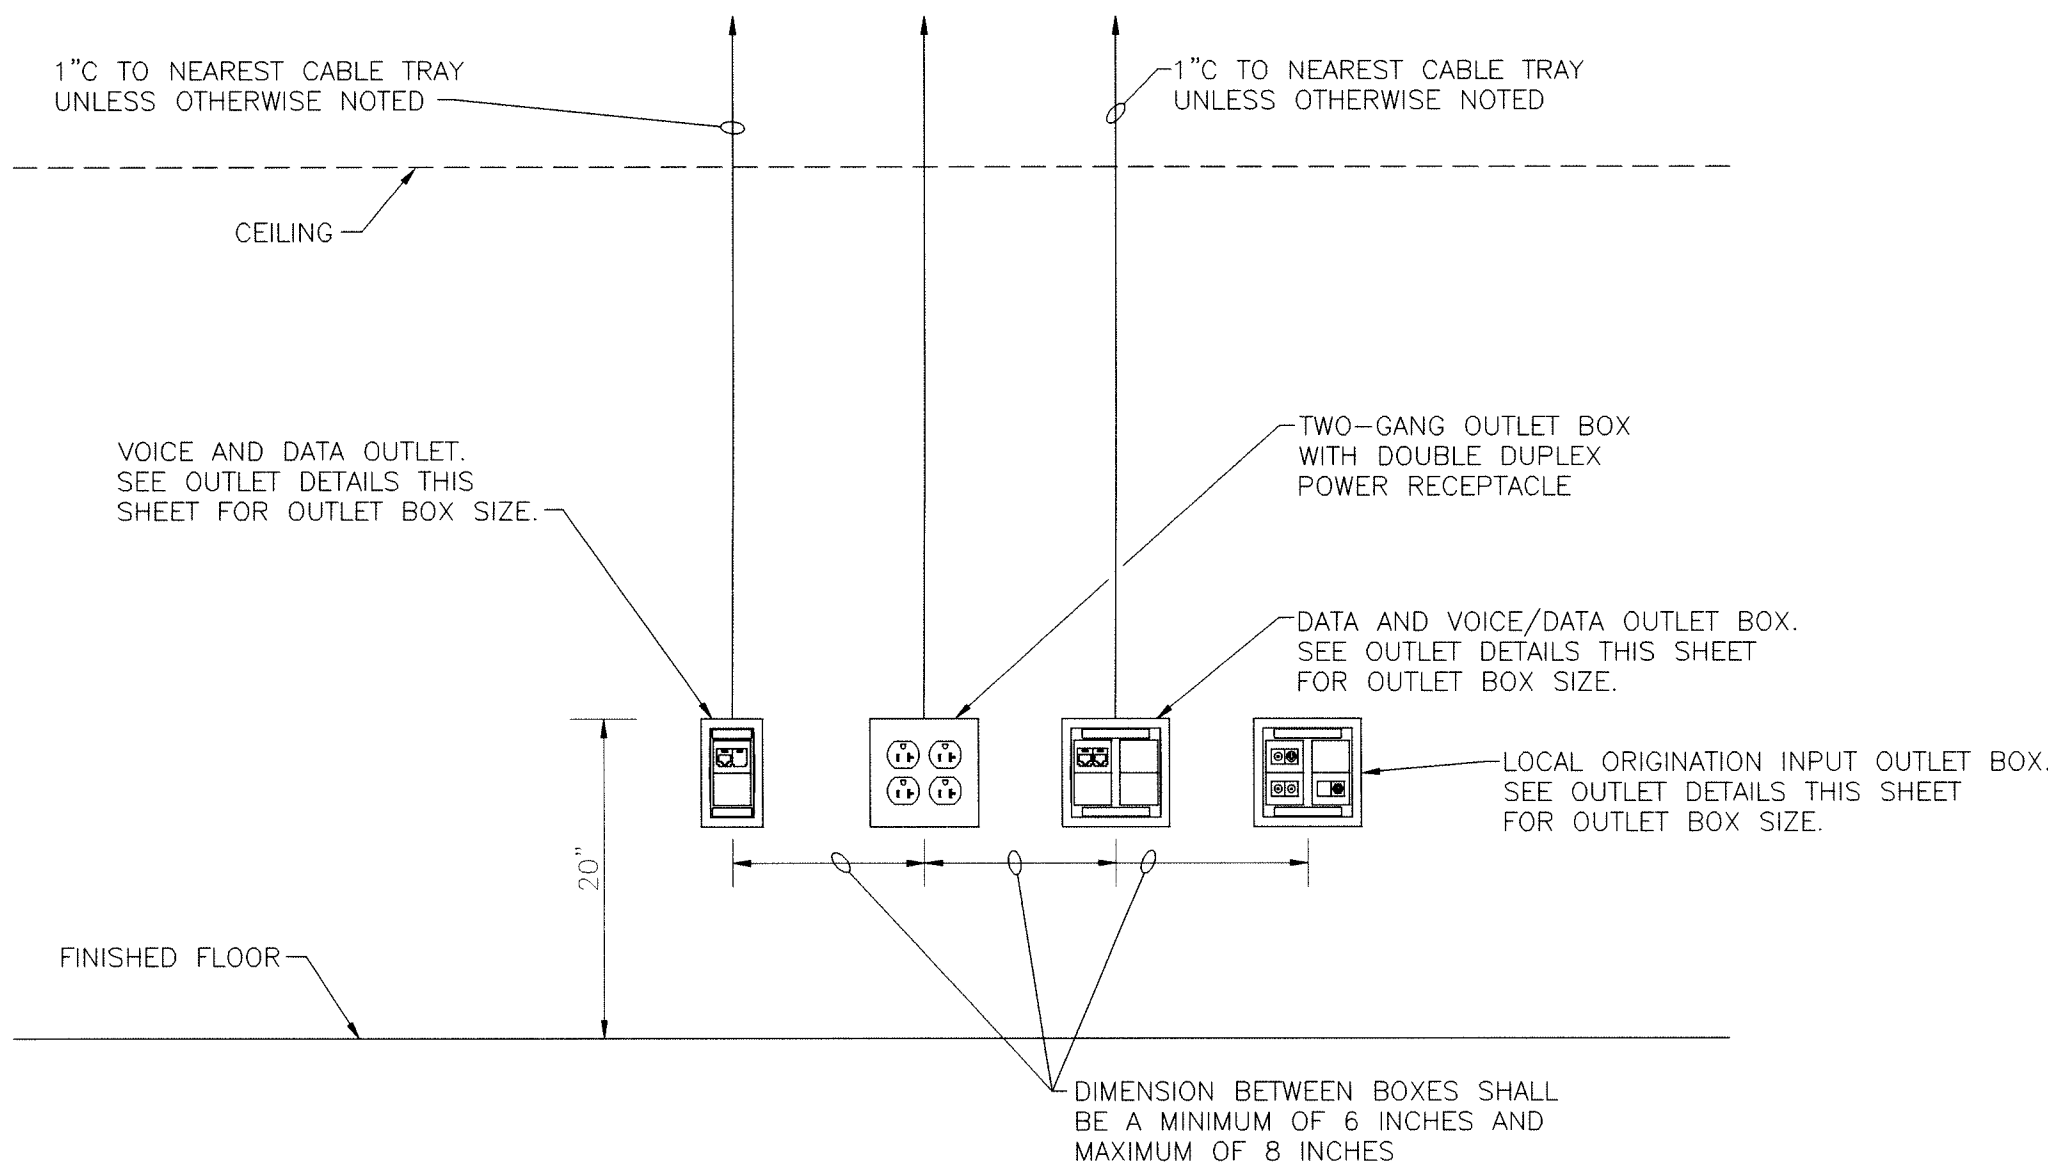 1"C TO NEAREST CABLE TRAY
UNLESS OTHERWISE NOTED
1"C TO NEAREST CABLE TRAY
UNLESS OTHERWISE NOTED
CEILING
VOICE AND DATA OUTLET.
SEE OUTLET DETAILS THIS
SHEET FOR OUTLET BOX SIZE.
TWO-GANG OUTLET BOX
WITH DOUBLE DUPLEX
POWER RECEPTACLE
DATA AND VOICE/DATA OUTLET BOX.
SEE OUTLET DETAILS THIS SHEET
FOR OUTLET BOX SIZE.
LOCAL ORIGINATION INPUT OUTLET BOX.
SEE OUTLET DETAILS THIS SHEET
FOR OUTLET BOX SIZE.
20"
FINISHED FLOOR
DIMENSION BETWEEN BOXES SHALL
BE A MINIMUM OF 6 INCHES AND
MAXIMUM OF 8 INCHES